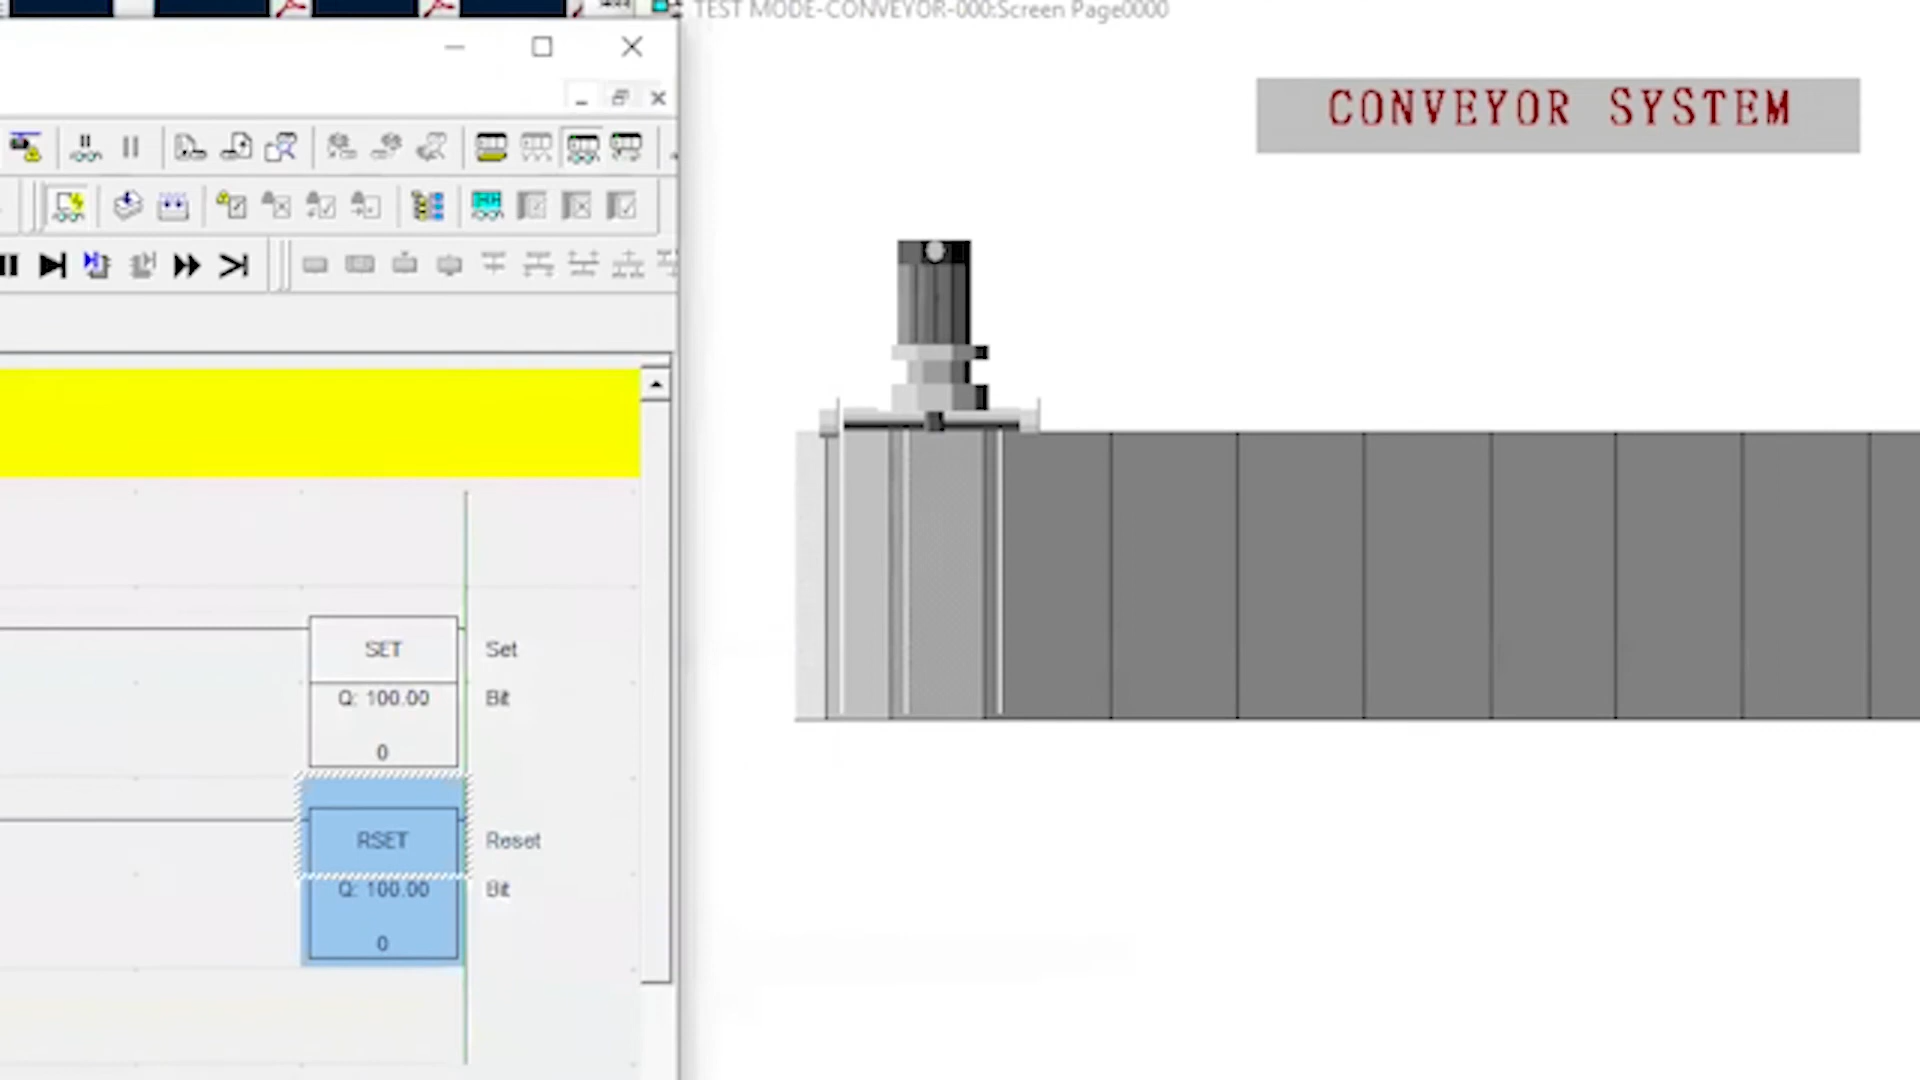 TEST MODE-CONVEYOR-000:Screen Page0000
CONVEYOR SYSTEM
SET
Set
Q: 100.00
Bit
0
RSET
Reset
Q: 100.00
Bit
0